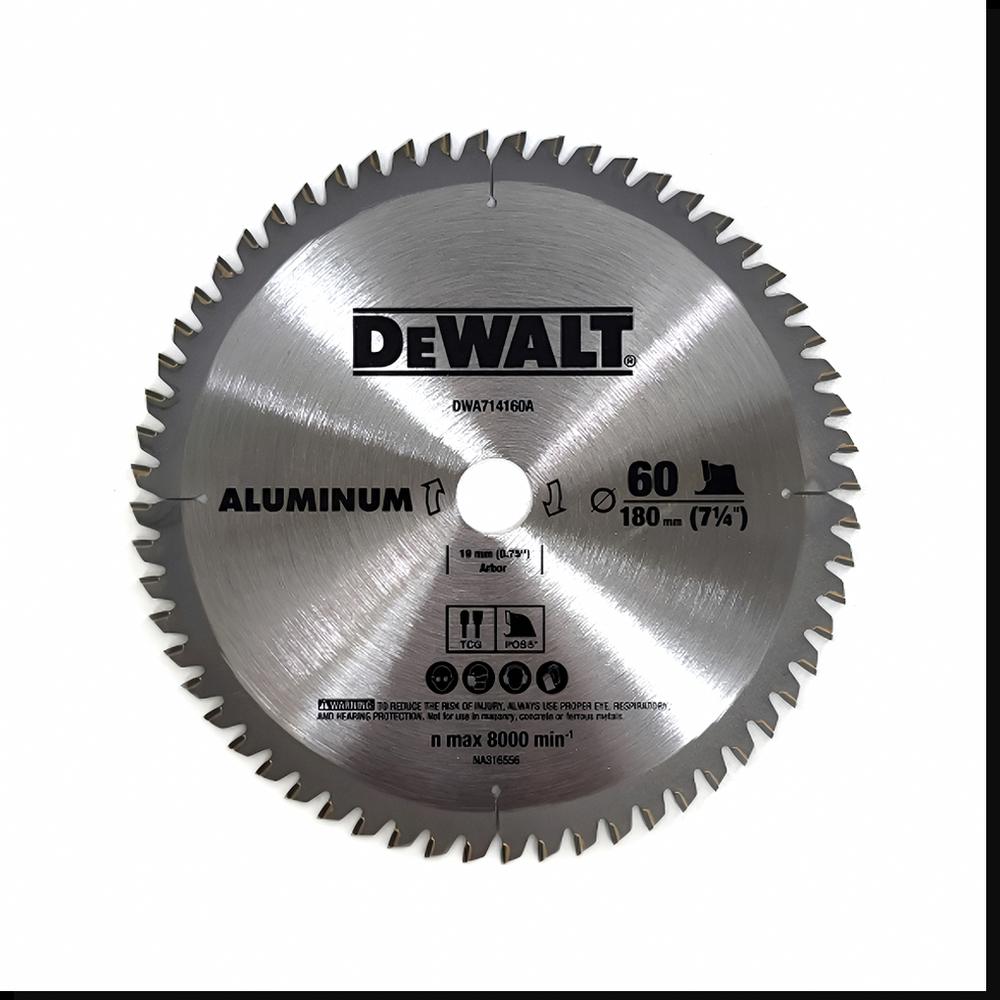 DEWALT®
DWA714160A
ALUMINUM
60
Ø 180 mm (7¼")
19 mm (0.75")
Arbor
TCG
POS5°
WARNING: TO REDUCE THE RISK OF INJURY, ALWAYS USE PROPER EYE, RESPIRATORY,
AND HEARING PROTECTION. Not for use in masonry, concrete or ferrous metals.
n max 8000 min⁻¹
NA316556